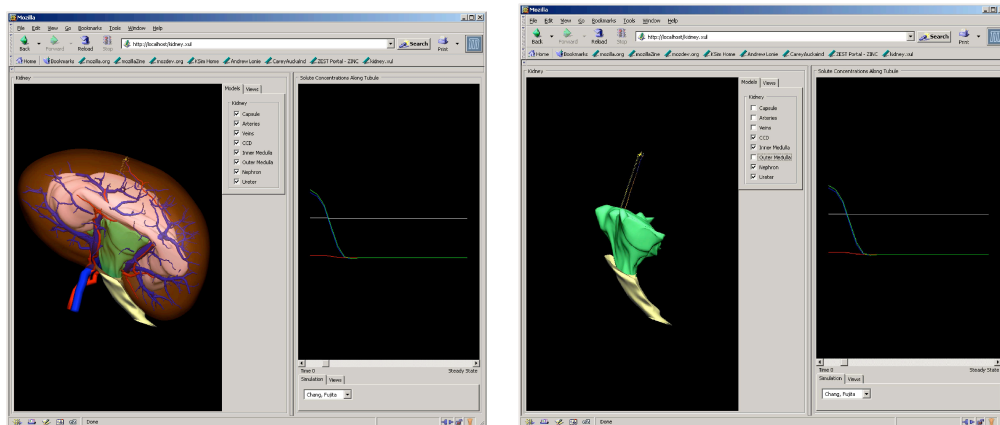 Mozilla
File Edit View Go Bookmarks Tools Window Help
Back Forward Reload Stop http://localhost/kidney.xul Search Print
Home Bookmarks mozilla.org mozillaZine mozdev.org KSim Home Andrew Lonie CareyAuckland ZEST Portal - ZINC kidney.xul
Kidney
Models Views
Kidney
Capsule
Arteries
Veins
CCD
Inner Medulla
Outer Medulla
Nephron
Ureter
Solute Concentrations Along Tubule
Time 0 Steady State
Simulation Views
Chang, Fujita
Done
Mozilla
File Edit View Go Bookmarks Tools Window Help
Back Forward Reload Stop http://localhost/kidney.xul Search Print
Home Bookmarks mozilla.org mozillaZine mozdev.org KSim Home Andrew Lonie CareyAuckland ZEST Portal - ZINC kidney.xul
Kidney
Models Views
Kidney
Capsule
Arteries
Veins
CCD
Inner Medulla
Outer Medulla
Nephron
Ureter
Solute Concentrations Along Tubule
Time 0 Steady State
Simulation Views
Chang, Fujita
Done